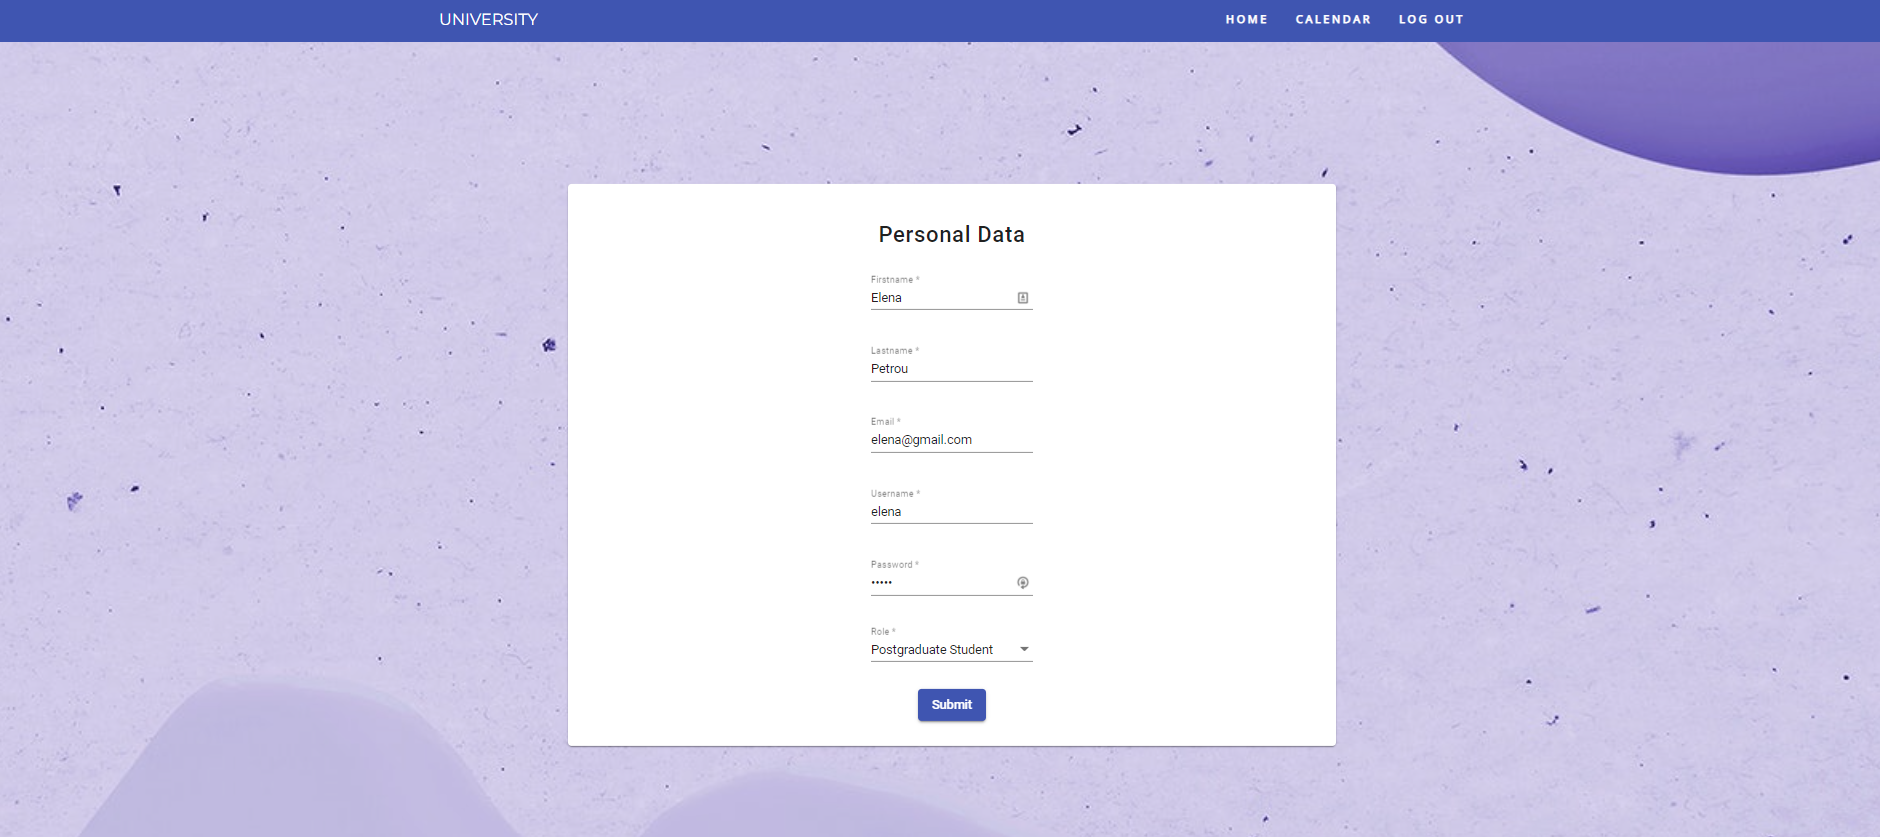 UNIVERSITY
HOME CALENDAR LOG OUT
Personal Data
Firstname *
Elena
Lastname *
Petrou
Email *
elena@gmail.com
Username *
elena
Password *
•••••
Role *
Postgraduate Student
Submit